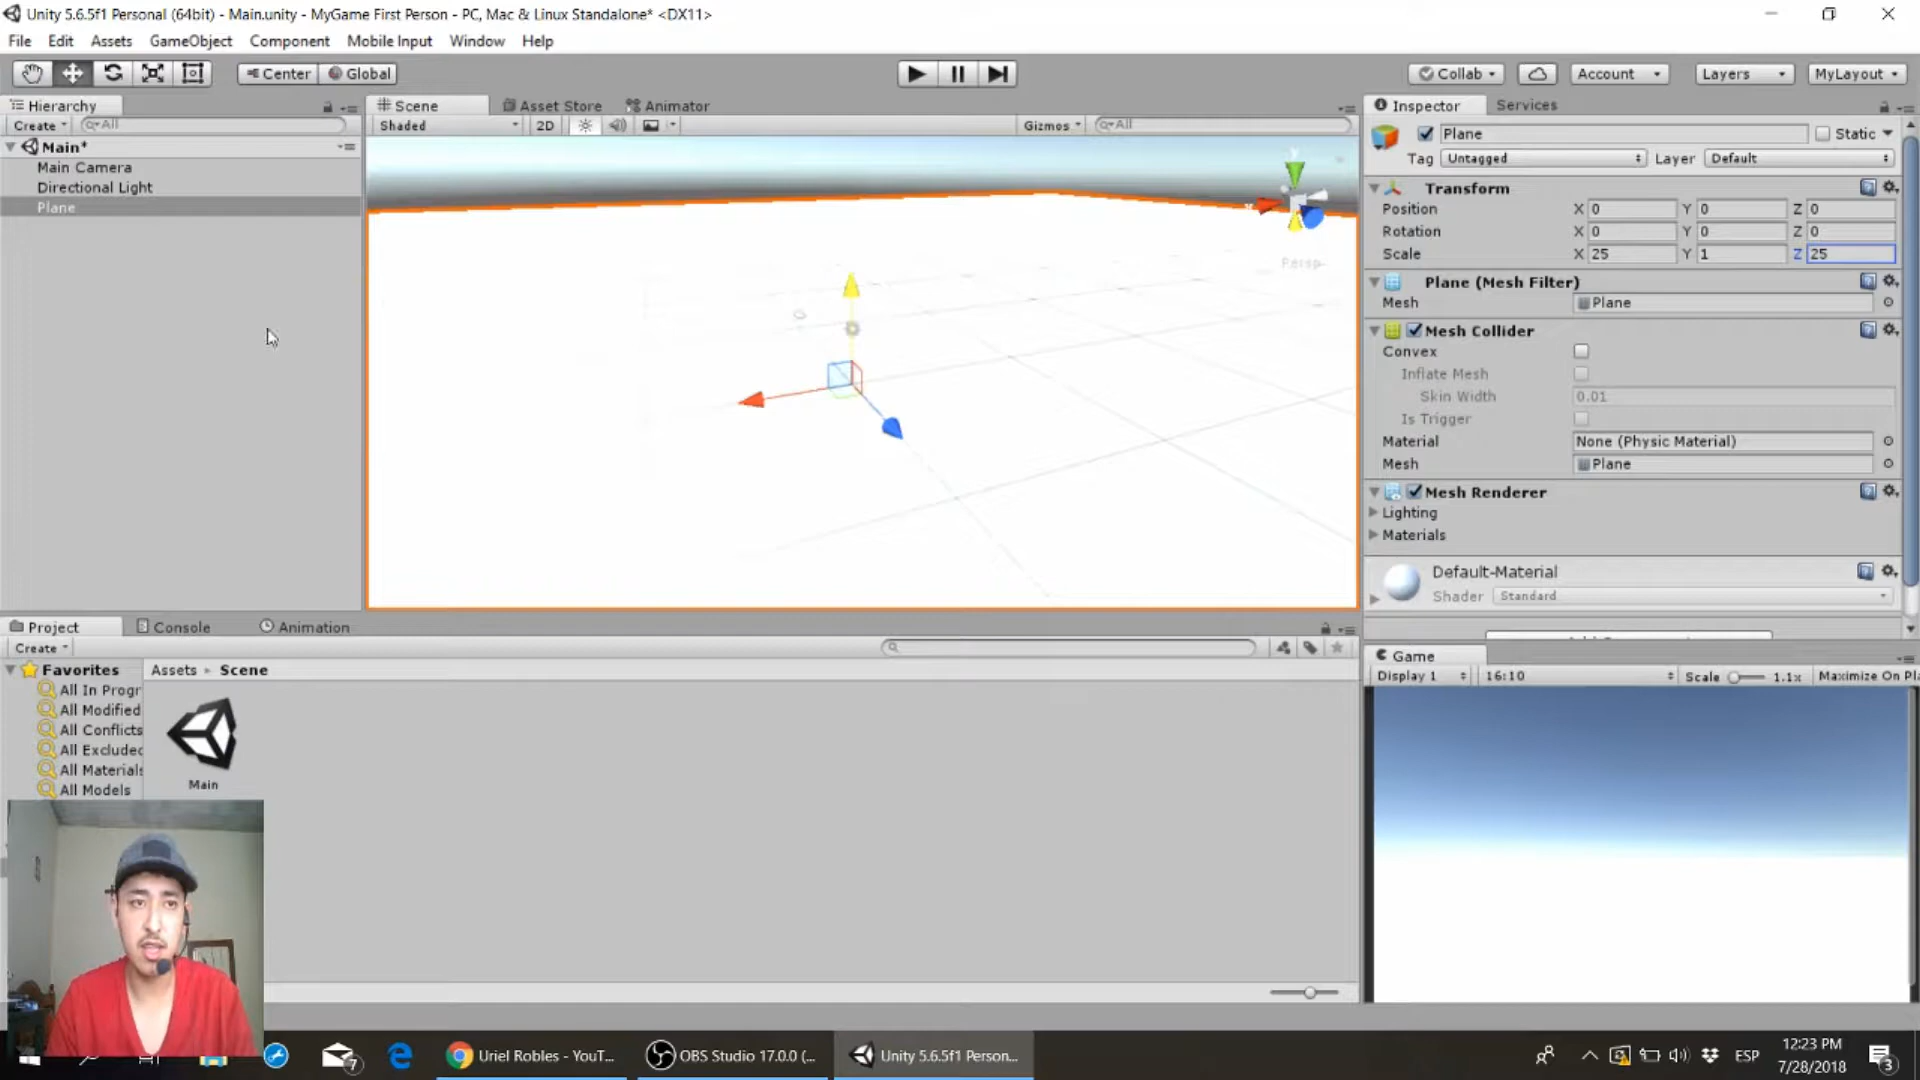 Unity 5.6.5f1 Personal (64bit) - Main.unity - MyGame First Person - PC, Mac & Linux Standalone* <DX11>
File Edit Assets GameObject Component Mobile Input Window Help
Center Global Collab Account Layers MyLayout
Hierarchy Scene Asset Store Animator Inspector Services
Create All Shaded 2D Gizmos All
Plane Static
Main*
Main Camera
Directional Light
Plane
Tag Untagged Layer Default
Transform
Position X 0 Y 0 Z 0
Rotation X 0 Y 0 Z 0
Scale X 25 Y 1 Z 25
Persp
Plane (Mesh Filter)
Mesh Plane
Mesh Collider
Convex
Inflate Mesh
Skin Width 0.01
Is Trigger
Material None (Physic Material)
Mesh Plane
Mesh Renderer
Lighting
Materials
Default-Material
Shader Standard
Project Console Animation
Create
Favorites Assets Scene
All In Progr
All Modified
All Conflicts
All Excluded
All Materials
All Models
Main
Game
Display 1 16:10 Scale 1.1x Maximize On Pla
7 Uriel Robles - YouT... OBS Studio 17.0.0 (... Unity 5.6.5f1 Person...
ESP 12:23 PM
7/28/2018 3